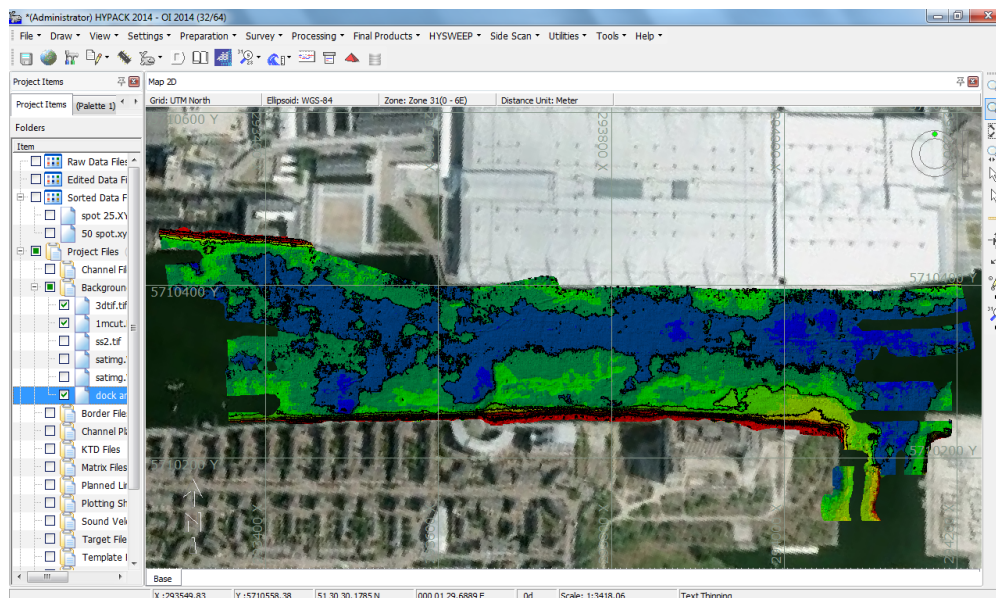 *(Administrator) HYPACK 2014 - OI 2014 (32/64)
File Draw View Settings Preparation Survey Processing Final Products HYSWEEP Side Scan Utilities Tools Help
Project Items
Map 2D
Project Items (Palette 1)
Grid: UTM North Ellipsoid: WGS-84 Zone: Zone 31(0 - 6E) Distance Unit: Meter
Folders
Item
Raw Data Files
Edited Data Fi
Sorted Data F
spot 25.XY
50 spot.xy
Project Files
Channel Fil
Backgroun
3dtif.tif
1mcut.
ss2.tif
satimg.
satimg.
dock ar
Border File
Channel Pla
KTD Files
Matrix Files
Planned Lin
Plotting Sh
Sound Vel
Target File
Template
5710400 Y
5710400 Y
5710200 Y
5710200 Y
293800 X
Base
X :293549.83 Y :5710558.38 51 30 30.1785 N 000 01 29.6889 E 0d Scale: 1:3418.06 Text Thinning